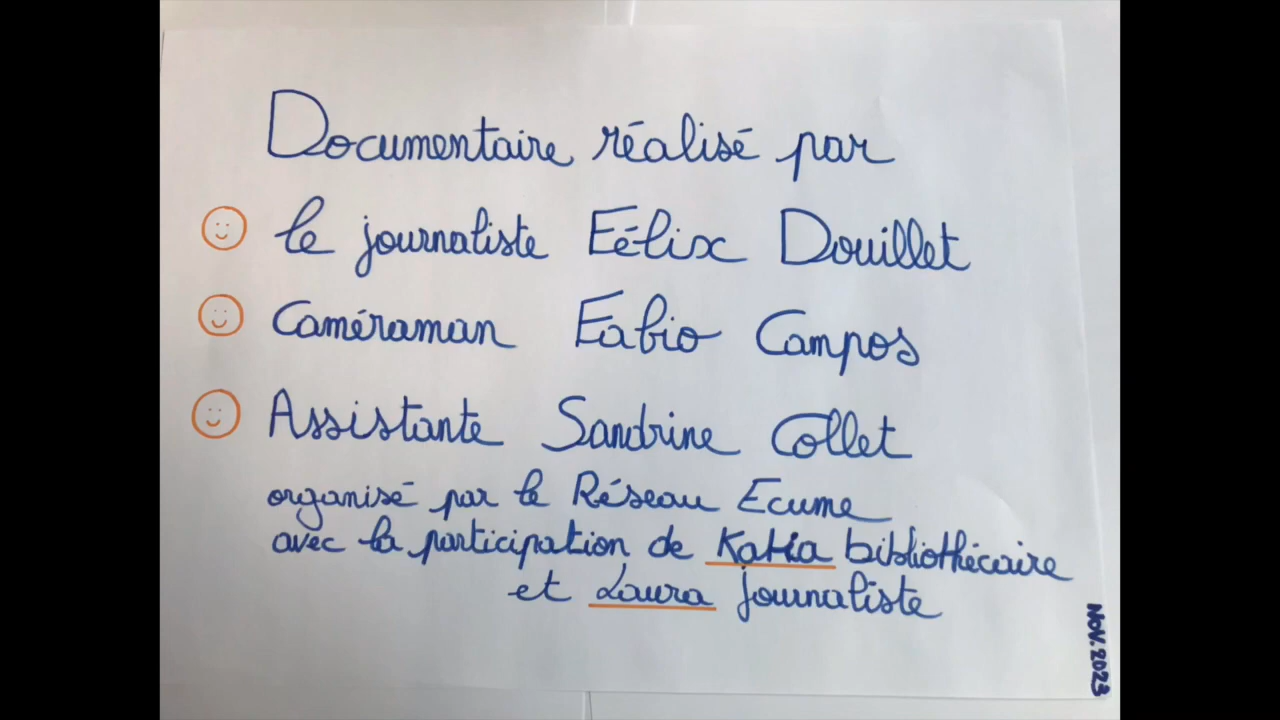 Documentaire réalisé par
le journaliste Félix Douillet
Caméraman Fabio Campos
Assistante Sandrine Collet
organisé par le Réseau Ecume
avec la participation de Katia bibliothécaire
et Laura journaliste
NOV. 2023